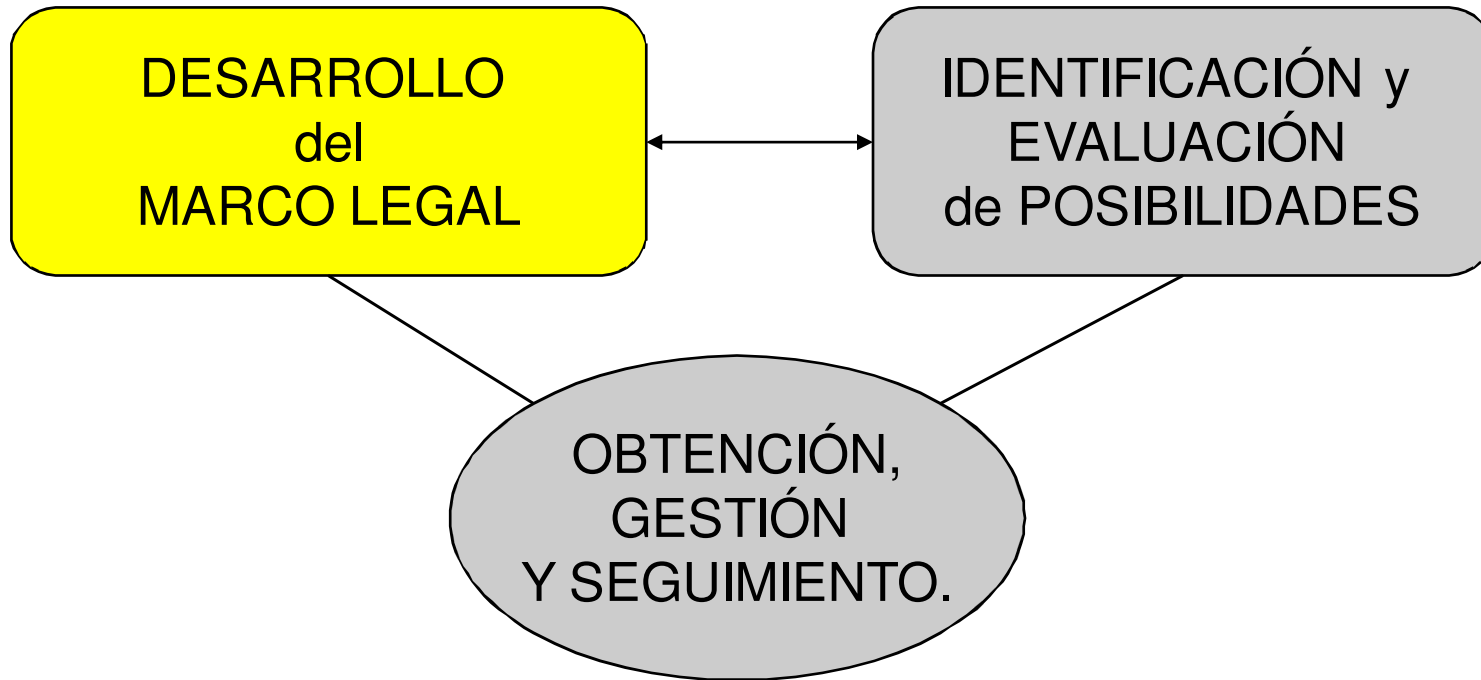 DESARROLLO
del
MARCO LEGAL
IDENTIFICACIÓN y
EVALUACIÓN
de POSIBILIDADES
OBTENCIÓN,
GESTIÓN
Y SEGUIMIENTO.